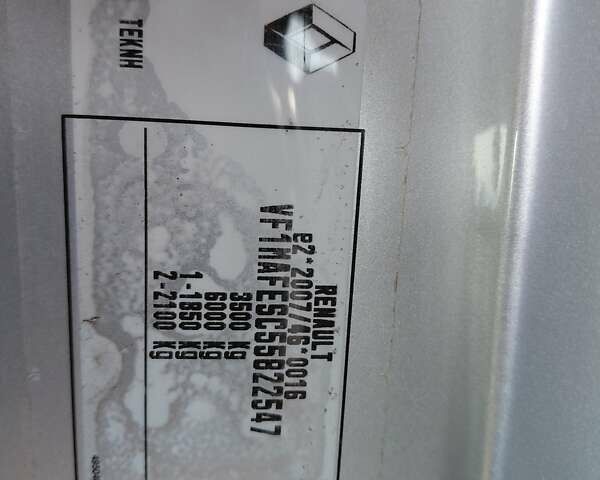 TEKNH
RENAULT
e2*2007/46*0016
VF1MAFESC55822547
3500 Kg
6000 Kg
1-1850 Kg
2-2100 Kg